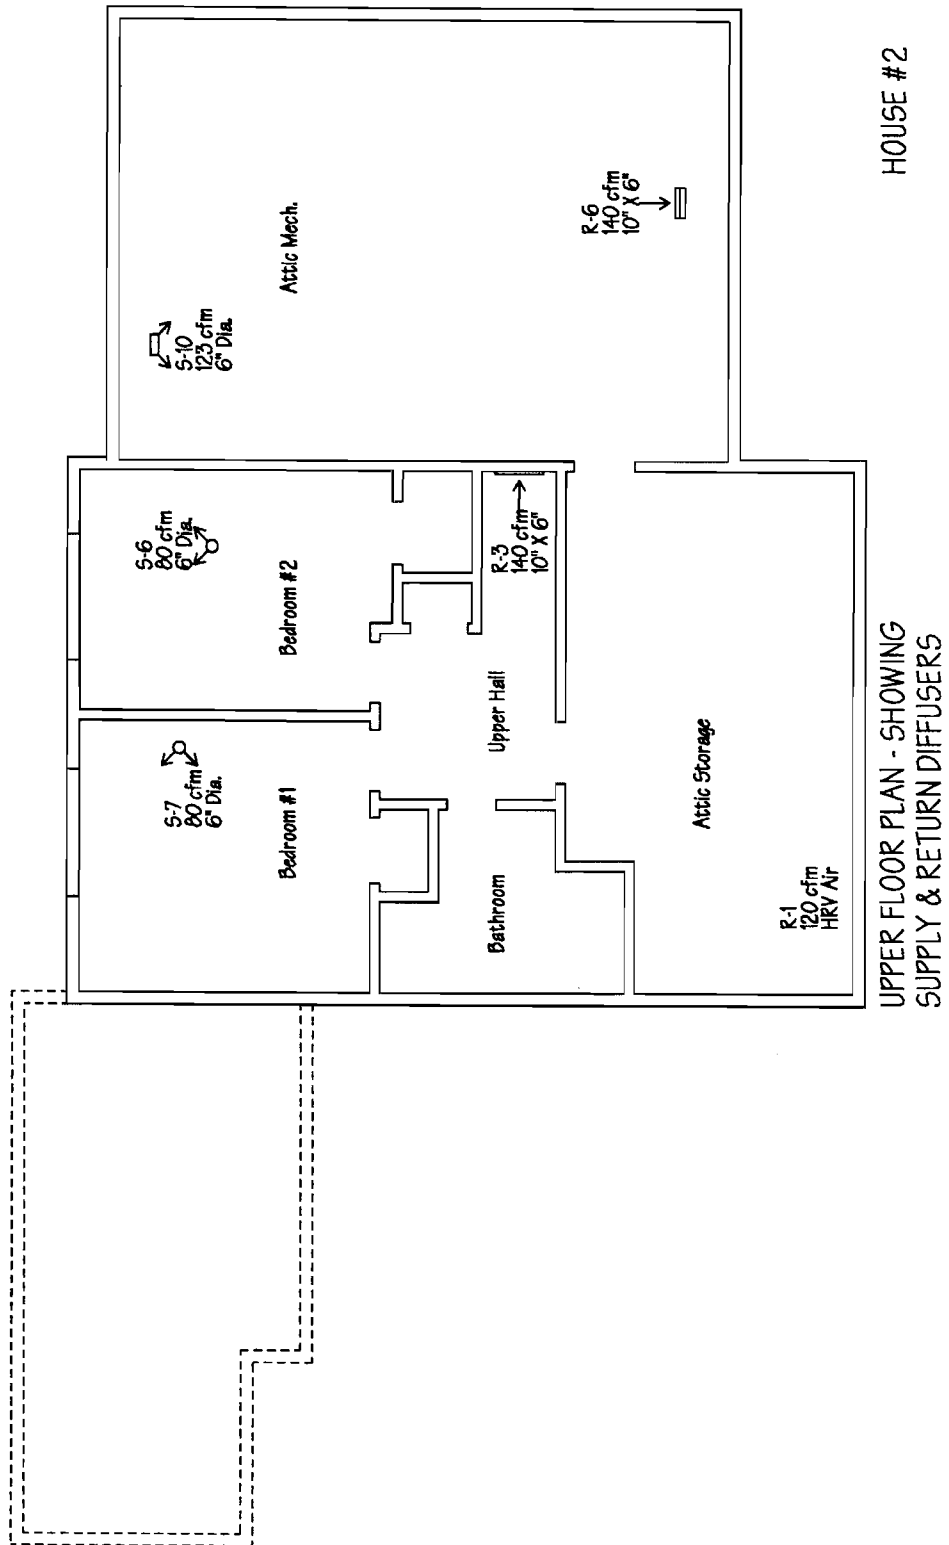 S-10
123 cfm
6" Dia.
Attic Mech.
R-6
140 cfm
10" X 6"
S-6
80 cfm
6" Dia.
Bedroom #2
R-3
140 cfm
10" X 6"
S-7
80 cfm
6" Dia.
Bedroom #1
Upper Hall
Bathroom
Attic Storage
R-1
120 cfm
HRV Air
UPPER FLOOR PLAN - SHOWING
SUPPLY & RETURN DIFFUSERS
HOUSE #2